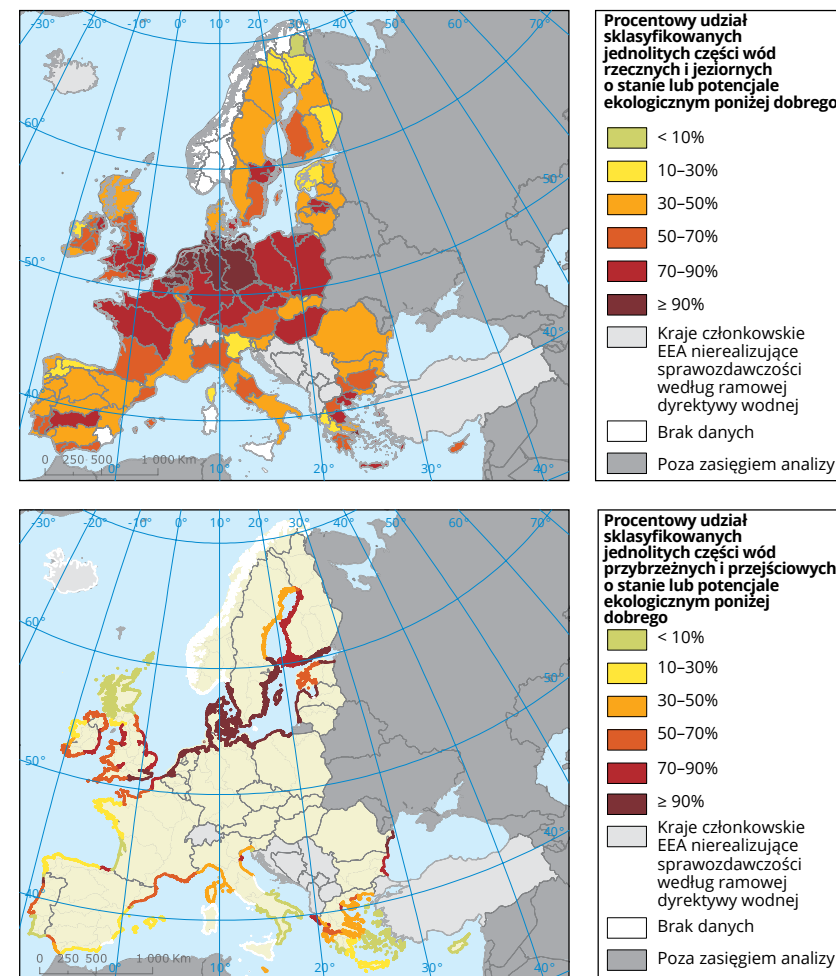 -30° -20° -10° 0° 10° 20° 30° 40° 60° 70°
60°
50°
50°
40°
40°
0 250 500 1 000 Km
0° 10° 20° 30° 40°
Procentowy udział
sklasyfikowanych
jednolitych części wód
rzecznych i jeziornych
o stanie lub potencjale
ekologicznym poniżej dobrego
< 10%
10–30%
30–50%
50–70%
70–90%
≥ 90%
Kraje członkowskie
EEA nierealizujące
sprawozdawczości
według ramowej
dyrektywy wodnej
Brak danych
Poza zasięgiem analizy
-30° -20° -10° 0° 10° 20° 30° 40° 60° 70°
60°
50°
50°
40°
40°
0 250 500 1 000 Km
0° 10° 20° 30° 40°
Procentowy udział
sklasyfikowanych
jednolitych części wód
przybrzeżnych i przejściowych
o stanie lub potencjale
ekologicznym poniżej
dobrego
< 10%
10–30%
30–50%
50–70%
70–90%
≥ 90%
Kraje członkowskie
EEA nierealizujące
sprawozdawczości
według ramowej
dyrektywy wodnej
Brak danych
Poza zasięgiem analizy